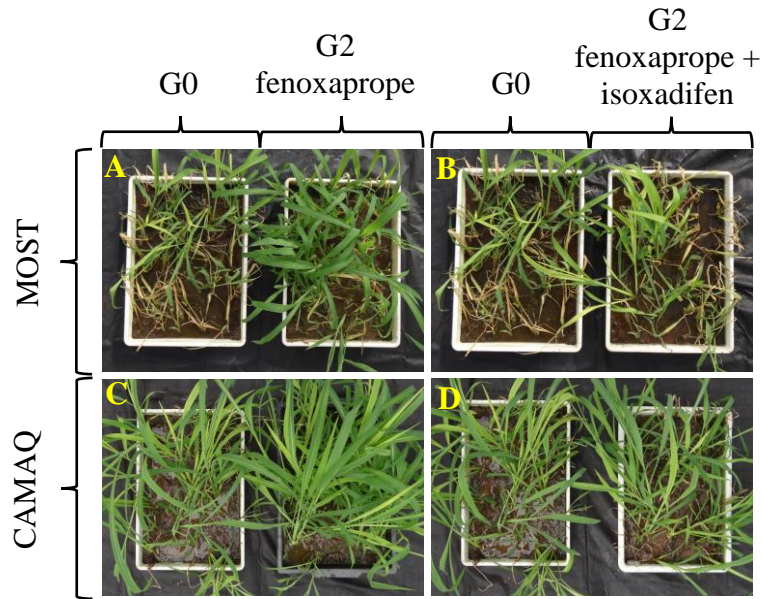 G0
G2
fenoxaprope
G0
G2
fenoxaprope +
isoxadifen
MOST
A
B
CAMAQ
C
D